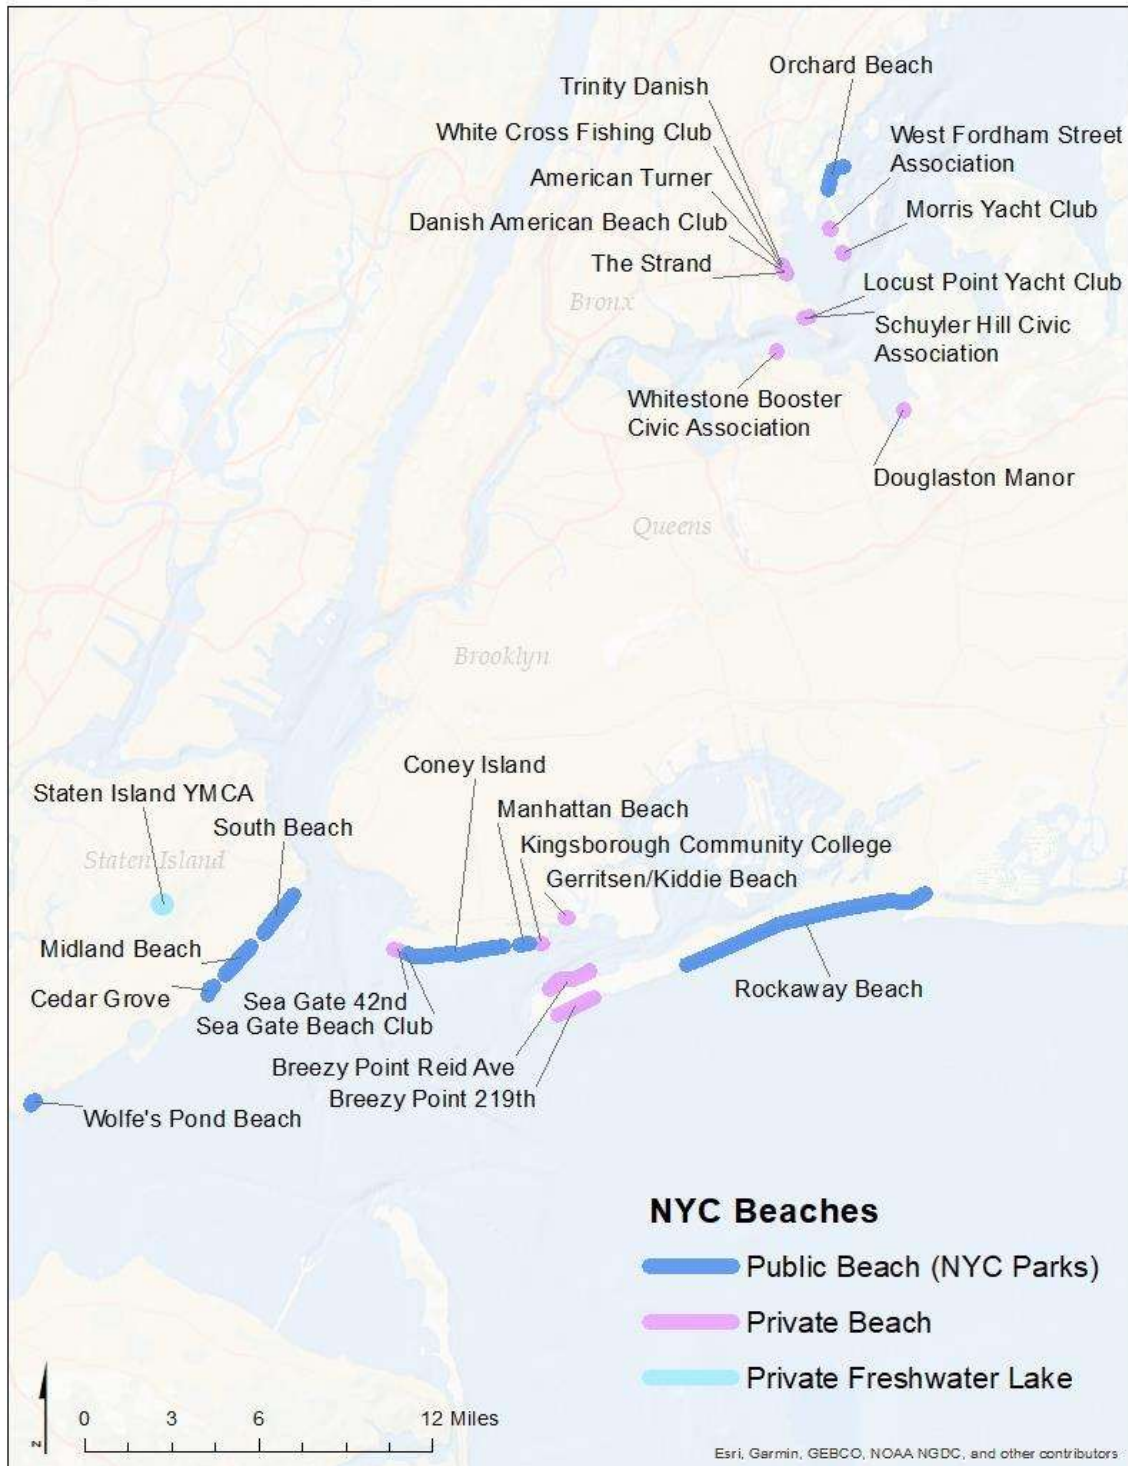 Orchard Beach
Trinity Danish
White Cross Fishing Club
West Fordham Street
Association
American Turner
Morris Yacht Club
Danish American Beach Club
The Strand
Locust Point Yacht Club
Bronx
Schuyler Hill Civic
Association
Whitestone Booster
Civic Association
Douglaston Manor
Queens
Brooklyn
Coney Island
Staten Island YMCA
Manhattan Beach
South Beach
Kingsborough Community College
Staten Island
Gerritsen/Kiddie Beach
Midland Beach
Cedar Grove
Sea Gate 42nd
Rockaway Beach
Sea Gate Beach Club
Breezy Point Reid Ave
Breezy Point 219th
Wolfe's Pond Beach
NYC Beaches
Public Beach (NYC Parks)
Private Beach
Private Freshwater Lake
0 3 6 12 Miles
N
Esri, Garmin, GEBCO, NOAA NGDC, and other contributors